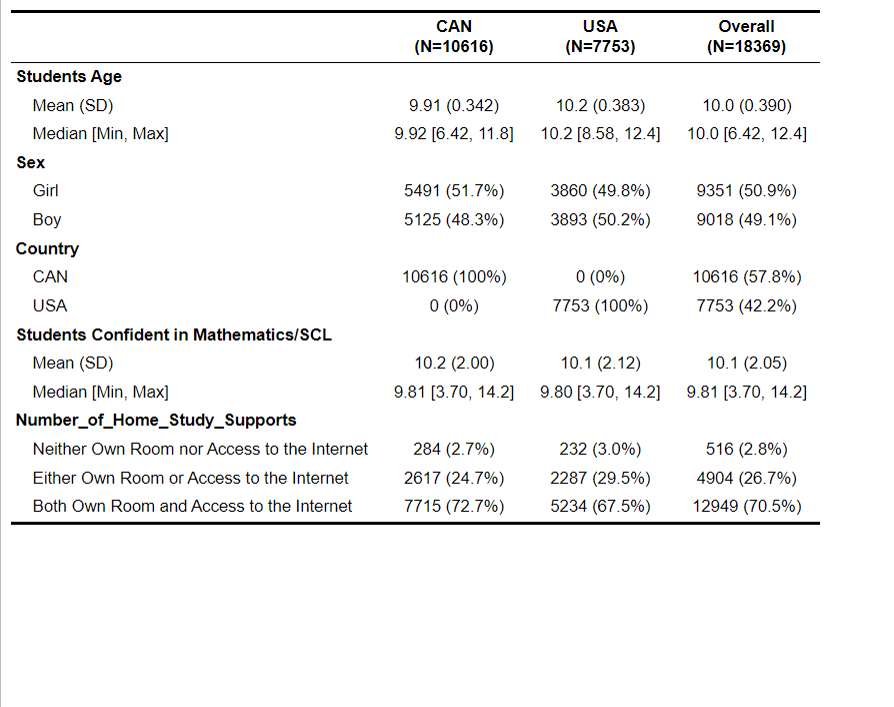 CAN USA Overall
(N=10616) (N=7753) (N=18369)
Students Age
Mean (SD) 9.91 (0.342) 10.2 (0.383) 10.0 (0.390)
Median [Min, Max] 9.92 [6.42, 11.8] 10.2 [8.58, 12.4] 10.0 [6.42, 12.4]
Sex
Girl 5491 (51.7%) 3860 (49.8%) 9351 (50.9%)
Boy 5125 (48.3%) 3893 (50.2%) 9018 (49.1%)
Country
CAN 10616 (100%) 0 (0%) 10616 (57.8%)
USA 0 (0%) 7753 (100%) 7753 (42.2%)
Students Confident in Mathematics/SCL
Mean (SD) 10.2 (2.00) 10.1 (2.12) 10.1 (2.05)
Median [Min, Max] 9.81 [3.70, 14.2] 9.80 [3.70, 14.2] 9.81 [3.70, 14.2]
Number_of_Home_Study_Supports
Neither Own Room nor Access to the Internet 284 (2.7%) 232 (3.0%) 516 (2.8%)
Either Own Room or Access to the Internet 2617 (24.7%) 2287 (29.5%) 4904 (26.7%)
Both Own Room and Access to the Internet 7715 (72.7%) 5234 (67.5%) 12949 (70.5%)